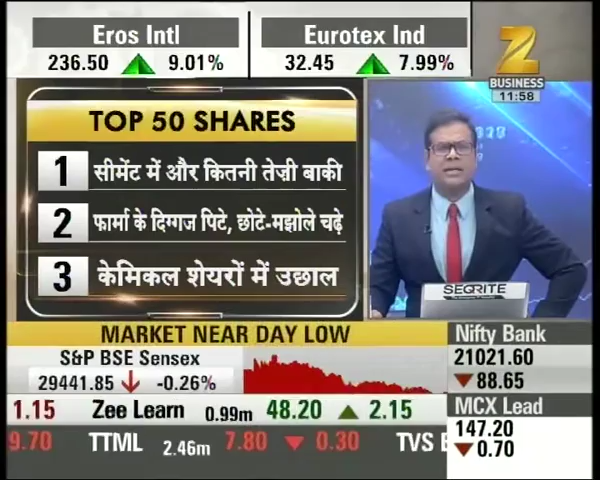 Eros Intl
236.50 9.01%
Eurotex Ind
32.45 7.99%
Z
BUSINESS
11:58
TOP 50 SHARES
1 सीमेंट में और कितनी तेज़ी बाकी
2 फार्मा के दिग्गज पिटे, छोटे-मझोले चढ़े
3 केमिकल शेयरों में उछाल
SEQRITE
MARKET NEAR DAY LOW
S&P BSE Sensex
29441.85 -0.26%
Nifty Bank
21021.60
88.65
1.15 Zee Learn 0.99m 48.20 2.15
MCX Lead
147.20
0.70
9.70 TTML 2.46m 7.80 0.30 TVS